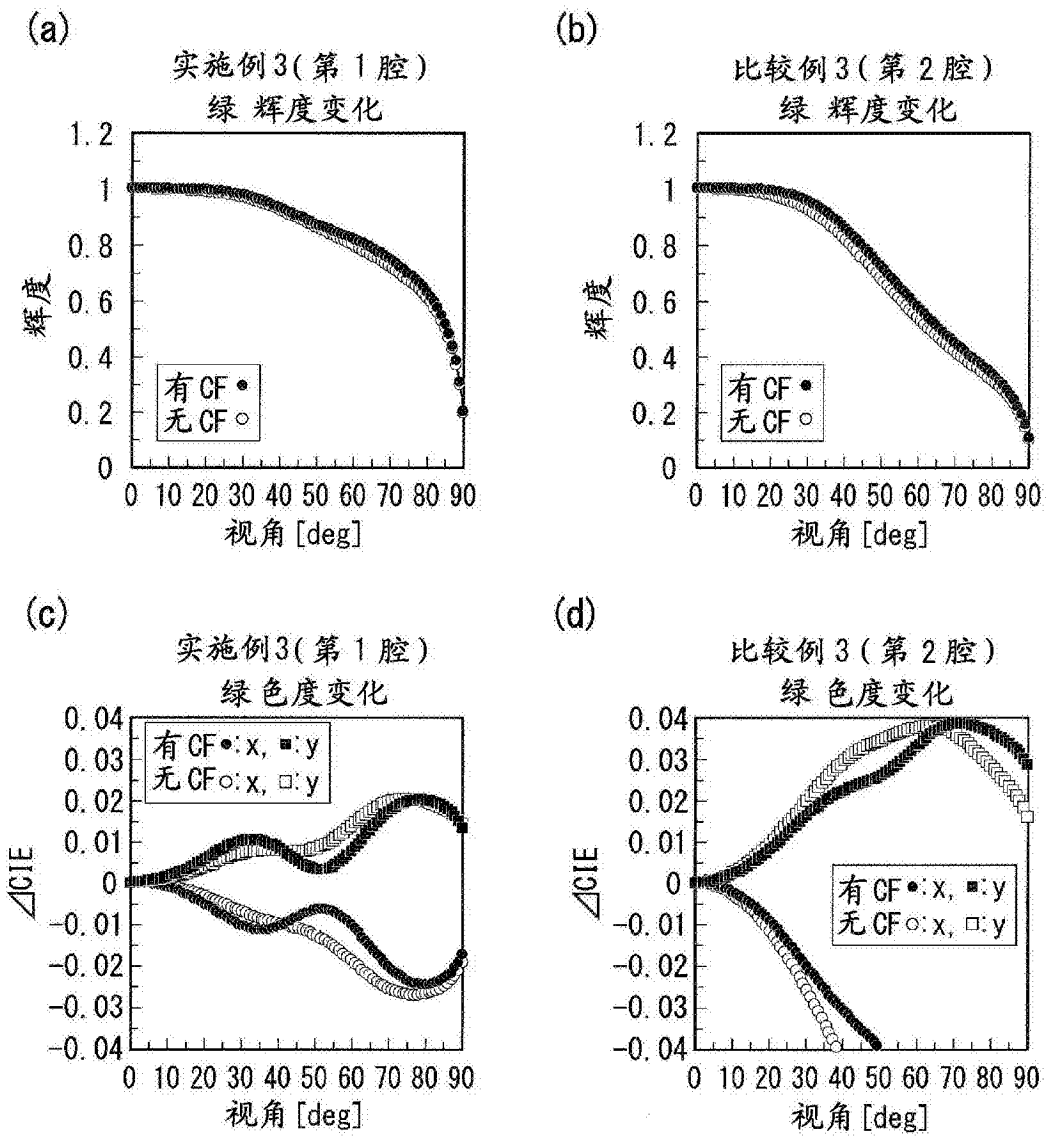 (a)
实施例3(第1腔)
绿 辉度变化
1.2
1
0.8
0.6
0.4
0.2
0
辉度
有CF●
无CF○
0 10 20 30 40 50 60 70 80 90
视角[deg]
(b)
比较例3(第2腔)
绿 辉度变化
1.2
1
0.8
0.6
0.4
0.2
0
辉度
有CF●
无CF○
0 10 20 30 40 50 60 70 80 90
视角[deg]
(c)
实施例3(第1腔)
绿 色度变化
0.04
0.03
0.02
0.01
0
-0.01
-0.02
-0.03
-0.04
⊿CIE
有CF●:x, ■:y
无CF○:x, □:y
0 10 20 30 40 50 60 70 80 90
视角[deg]
(d)
比较例3(第2腔)
绿 色度变化
0.04
0.03
0.02
0.01
0
-0.01
-0.02
-0.03
-0.04
⊿CIE
有CF●:x, ■:y
无CF○:x, □:y
0 10 20 30 40 50 60 70 80 90
视角[deg]